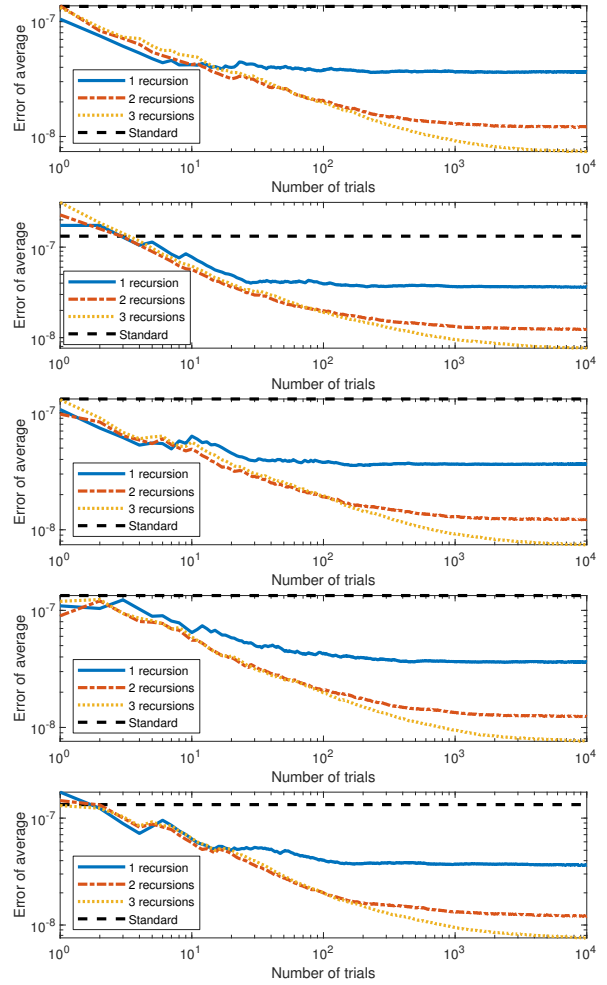 10^-7
10^-8
Error of average
1 recursion
2 recursions
3 recursions
Standard
10^0 10^1 10^2 10^3 10^4
Number of trials
10^-7
10^-8
Error of average
1 recursion
2 recursions
3 recursions
Standard
10^0 10^1 10^2 10^3 10^4
Number of trials
10^-7
10^-8
Error of average
1 recursion
2 recursions
3 recursions
Standard
10^0 10^1 10^2 10^3 10^4
Number of trials
10^-7
10^-8
Error of average
1 recursion
2 recursions
3 recursions
Standard
10^0 10^1 10^2 10^3 10^4
Number of trials
10^-7
10^-8
Error of average
1 recursion
2 recursions
3 recursions
Standard
10^0 10^1 10^2 10^3 10^4
Number of trials